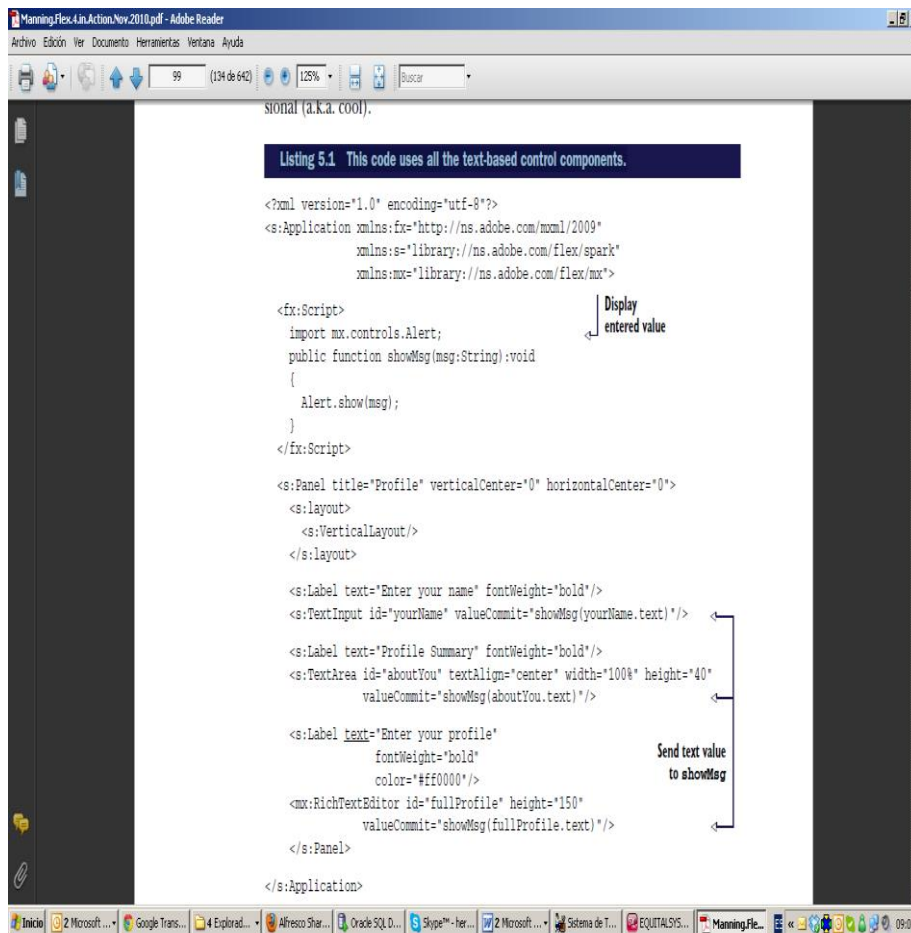 Manning.Flex.4.in.Action.Nov.2010.pdf - Adobe Reader
Archivo Edición Ver Documento Herramientas Ventana Ayuda
99 (134 de 642) 125% Buscar
sional (a.k.a. cool).
Listing 5.1 This code uses all the text-based control components.
<?xml version="1.0" encoding="utf-8"?>
<s:Application xmlns:fx="http://ns.adobe.com/mxml/2009"
xmlns:s="library://ns.adobe.com/flex/spark"
xmlns:mx="library://ns.adobe.com/flex/mx">
<fx:Script>
Display
entered value
import mx.controls.Alert;
public function showMsg(msg:String):void
{
Alert.show(msg);
}
</fx:Script>
<s:Panel title="Profile" verticalCenter="0" horizontalCenter="0">
<s:layout>
<s:VerticalLayout/>
</s:layout>
<s:Label text="Enter your name" fontWeight="bold"/>
<s:TextInput id="yourName" valueCommit="showMsg(yourName.text)"/>
<s:Label text="Profile Summary" fontWeight="bold"/>
<s:TextArea id="aboutYou" textAlign="center" width="100%" height="40"
valueCommit="showMsg(aboutYou.text)"/>
<s:Label text="Enter your profile"
fontWeight="bold"
color="#ff0000"/>
Send text value
to showMsg
<mx:RichTextEditor id="fullProfile" height="150"
valueCommit="showMsg(fullProfile.text)"/>
</s:Panel>
</s:Application>
Inicio 2 Microsoft ... Google Trans... 4 Explorad... Alfresco Shar... Oracle SQL D... Skype™ - her... 2 Microsoft ... Sistema de T... EQUITALSYS... Manning.Fle... 09:0